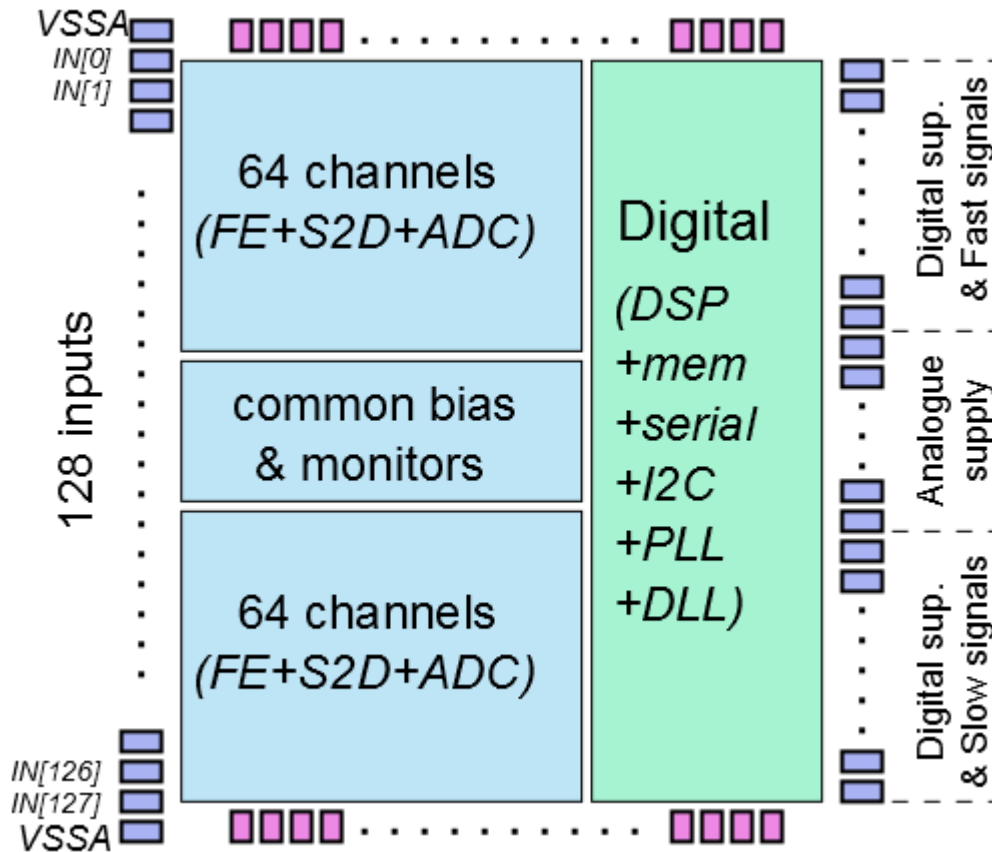 VSSA
IN[0]
IN[1]
128 inputs
IN[126]
IN[127]
VSSA
64 channels
(FE+S2D+ADC)
common bias
& monitors
64 channels
(FE+S2D+ADC)
Digital
(DSP
+mem
+serial
+I2C
+PLL
+DLL)
Digital sup.
& Fast signals
Analogue
supply
Digital sup.
& Slow signals